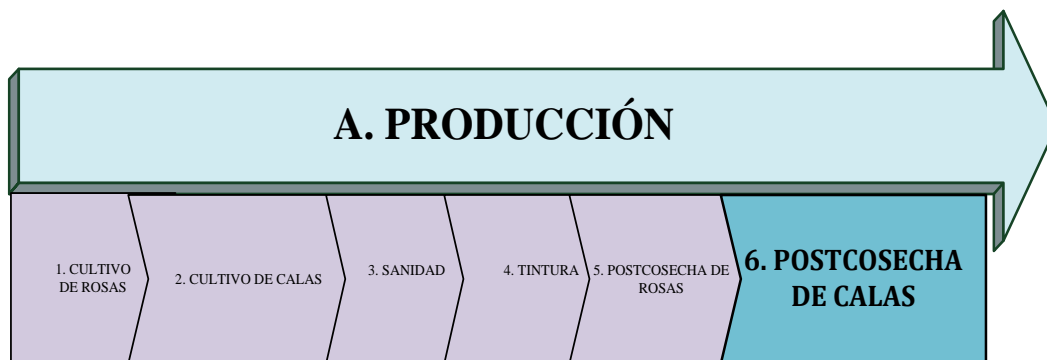 A. PRODUCCIÓN
1. CULTIVO
DE ROSAS
2. CULTIVO DE CALAS
3. SANIDAD
4. TINTURA
5. POSTCOSECHA DE
ROSAS
6. POSTCOSECHA
DE CALAS